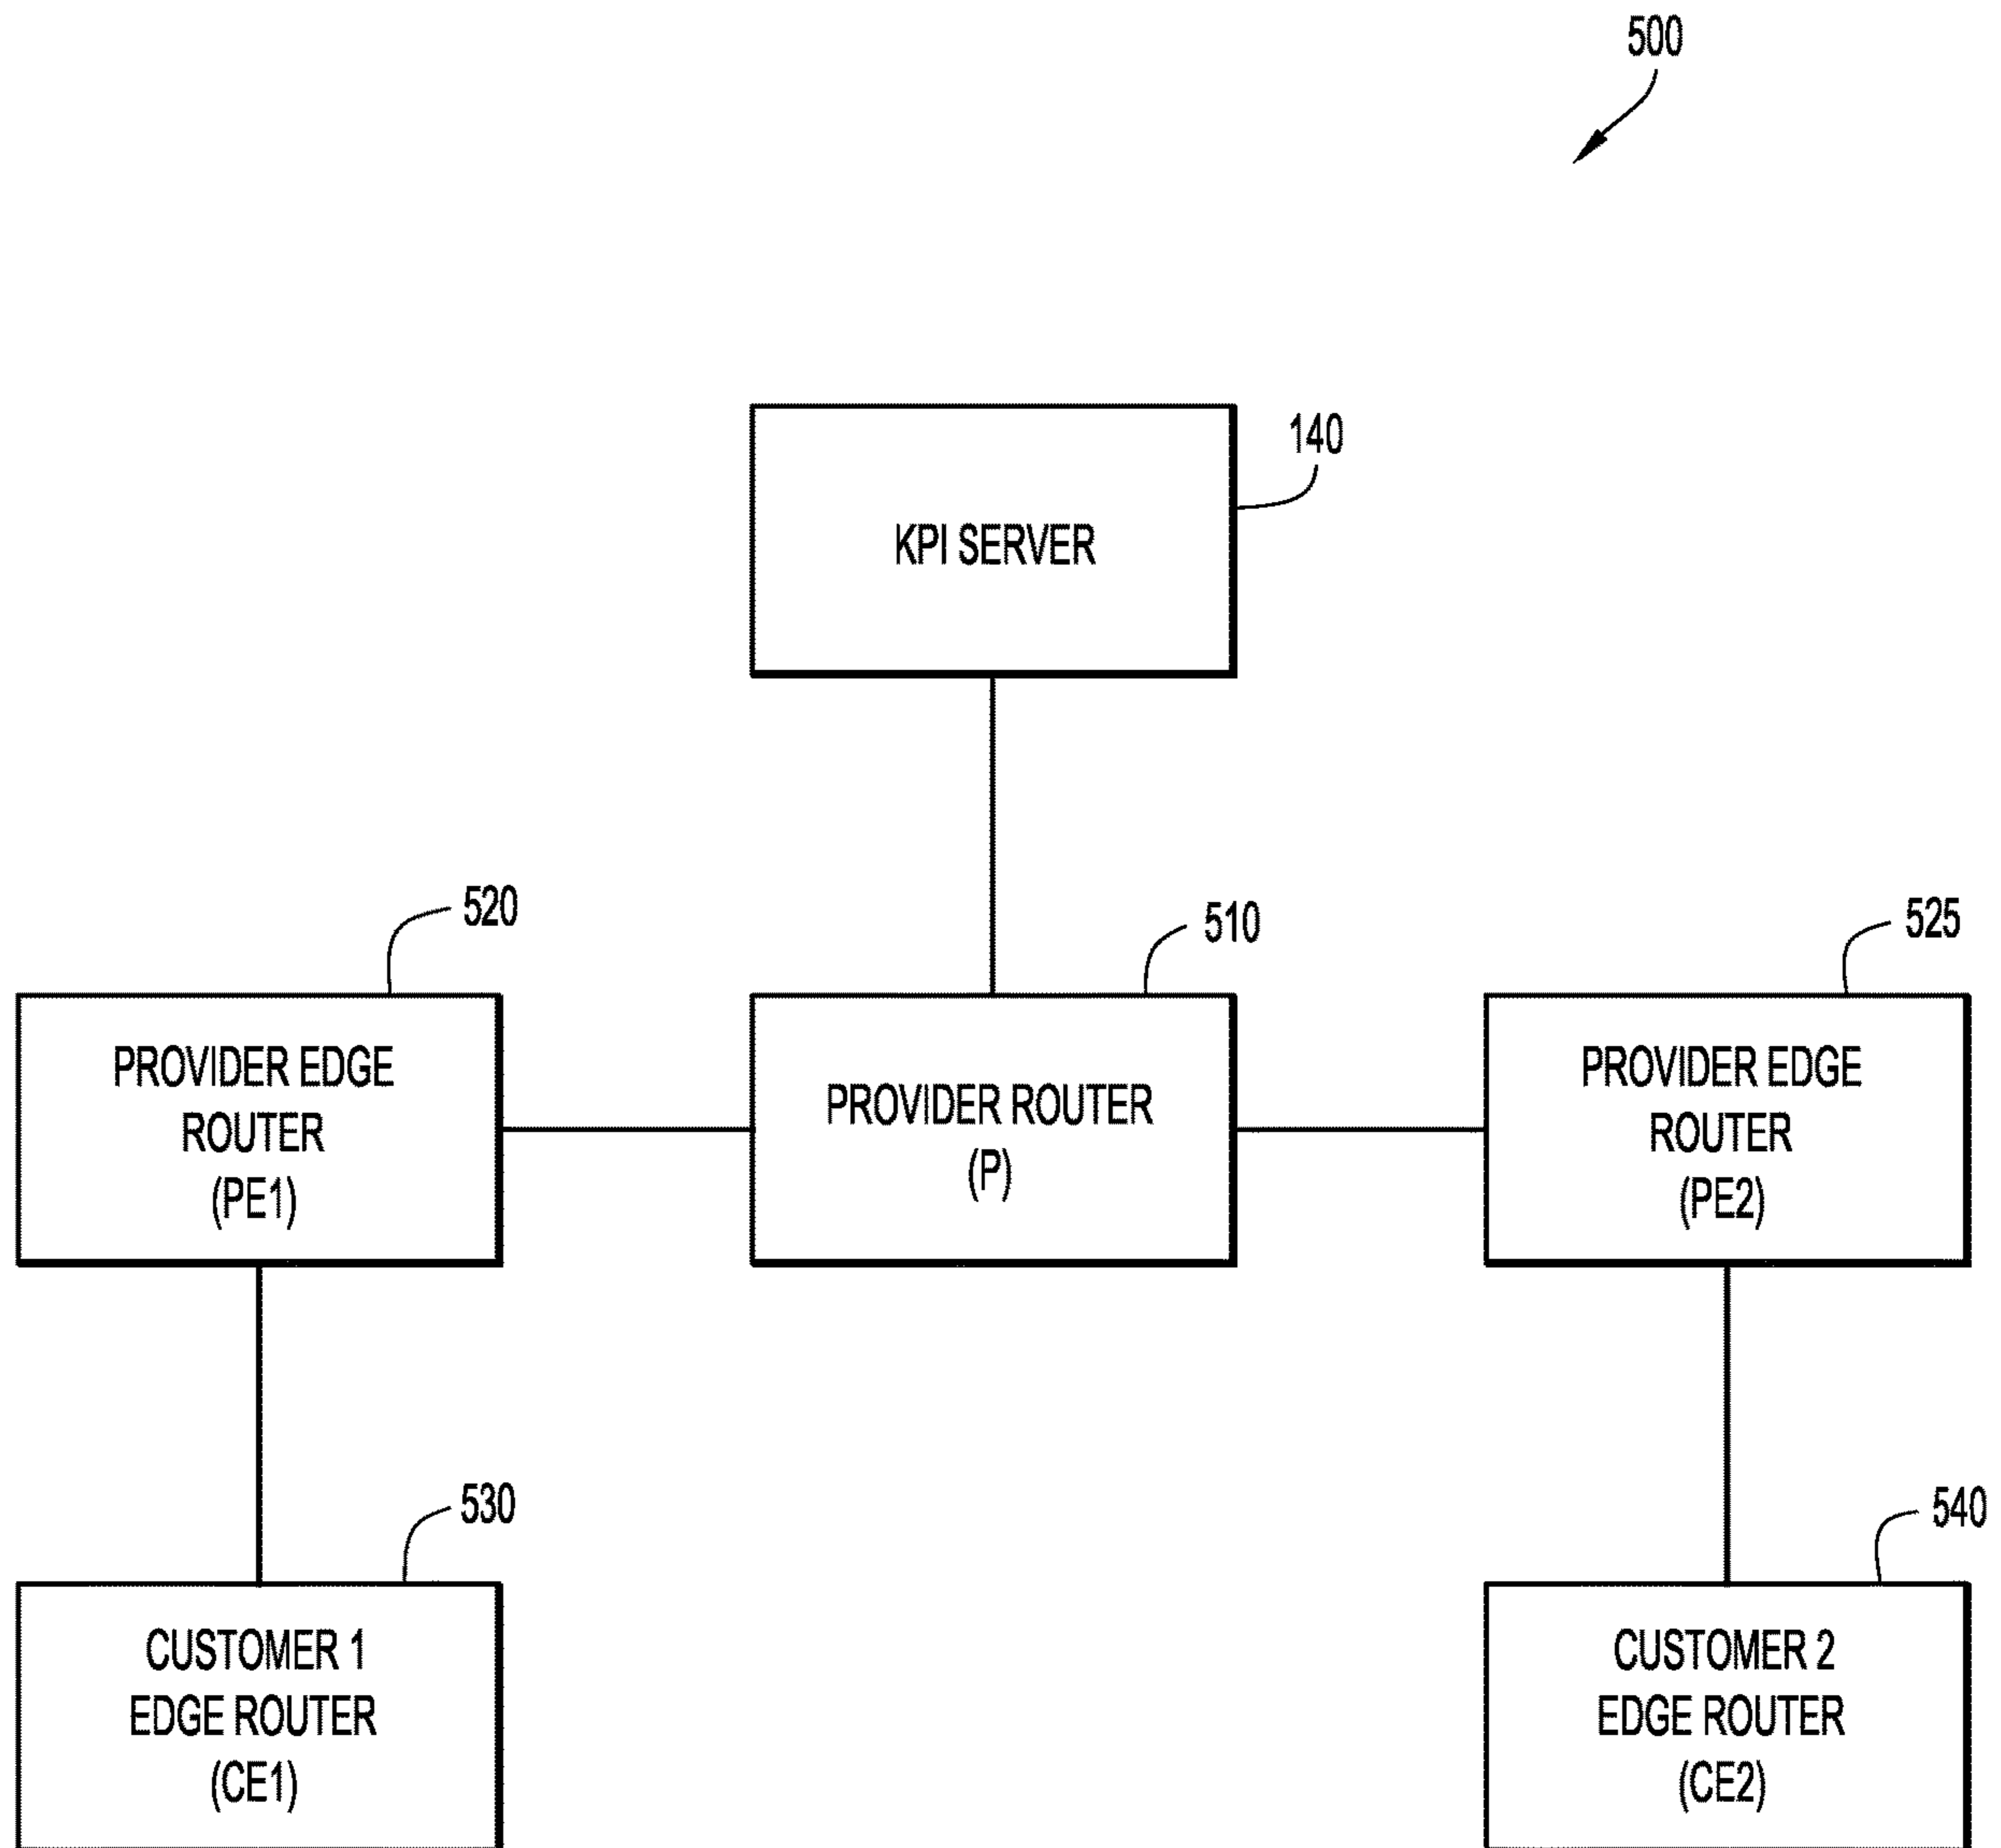 500
140
KPI SERVER
520
510
525
PROVIDER EDGE
ROUTER
(PE1)
PROVIDER ROUTER
(P)
PROVIDER EDGE
ROUTER
(PE2)
530
540
CUSTOMER 1
EDGE ROUTER
(CE1)
CUSTOMER 2
EDGE ROUTER
(CE2)